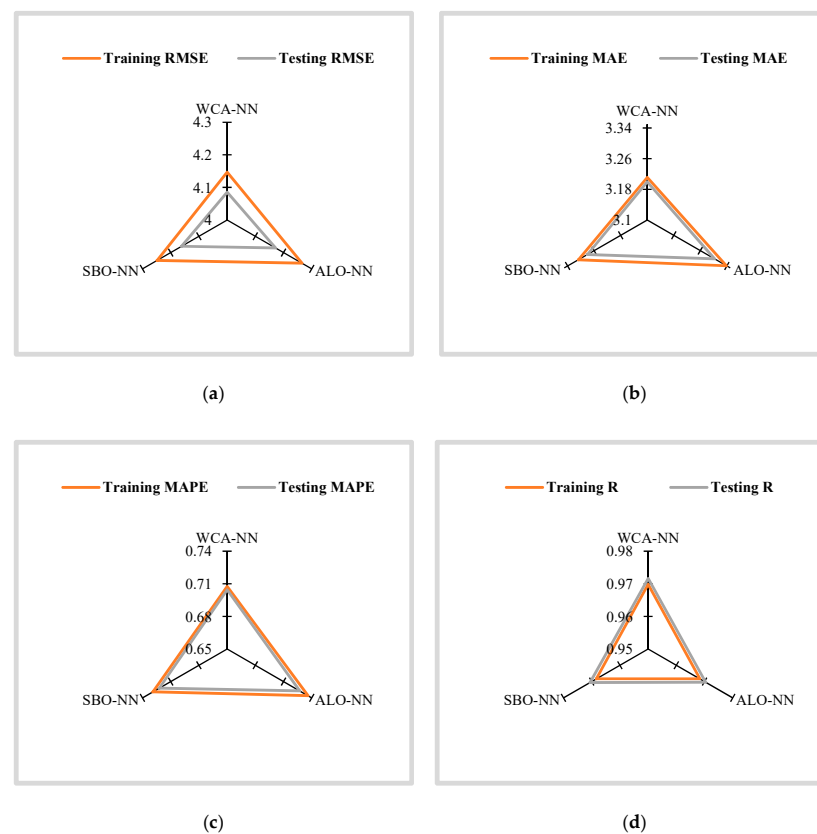 Training RMSE Testing RMSE
WCA-NN
4.3
4.2
4.1
4
SBO-NN ALO-NN
(a)
Training MAE Testing MAE
WCA-NN
3.34
3.26
3.18
3.1
SBO-NN ALO-NN
(b)
Training MAPE Testing MAPE
WCA-NN
0.74
0.71
0.68
0.65
SBO-NN ALO-NN
(c)
Training R Testing R
WCA-NN
0.98
0.97
0.96
0.95
SBO-NN ALO-NN
(d)